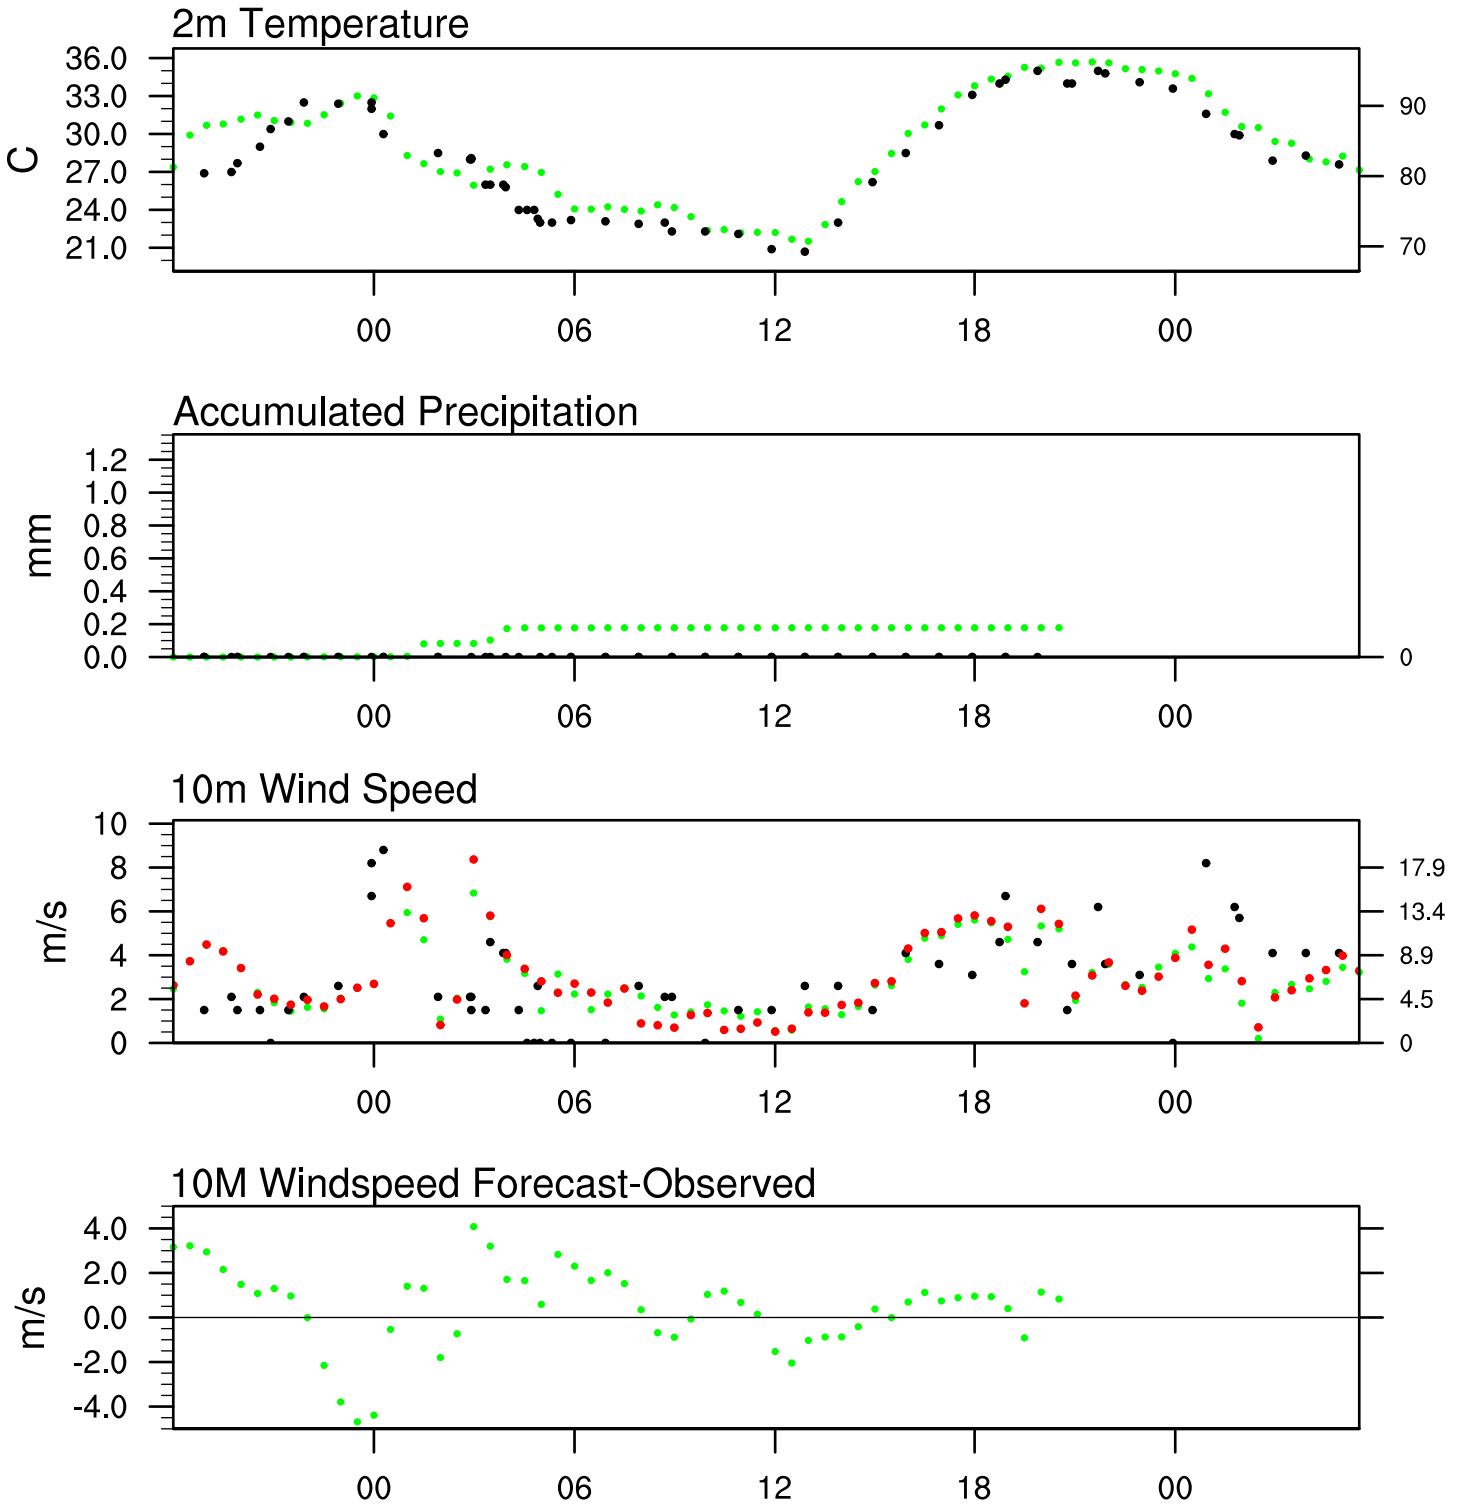 2m Temperature
36.0
33.0
30.0
27.0
24.0
21.0
C
90
80
70
00 06 12 18 00
Accumulated Precipitation
1.2
1.0
0.8
0.6
0.4
0.2
0.0
mm
0
00 06 12 18 00
10m Wind Speed
10
8
6
4
2
0
m/s
17.9
13.4
8.9
4.5
0
00 06 12 18 00
10M Windspeed Forecast-Observed
4.0
2.0
0.0
-2.0
-4.0
m/s
00 06 12 18 00